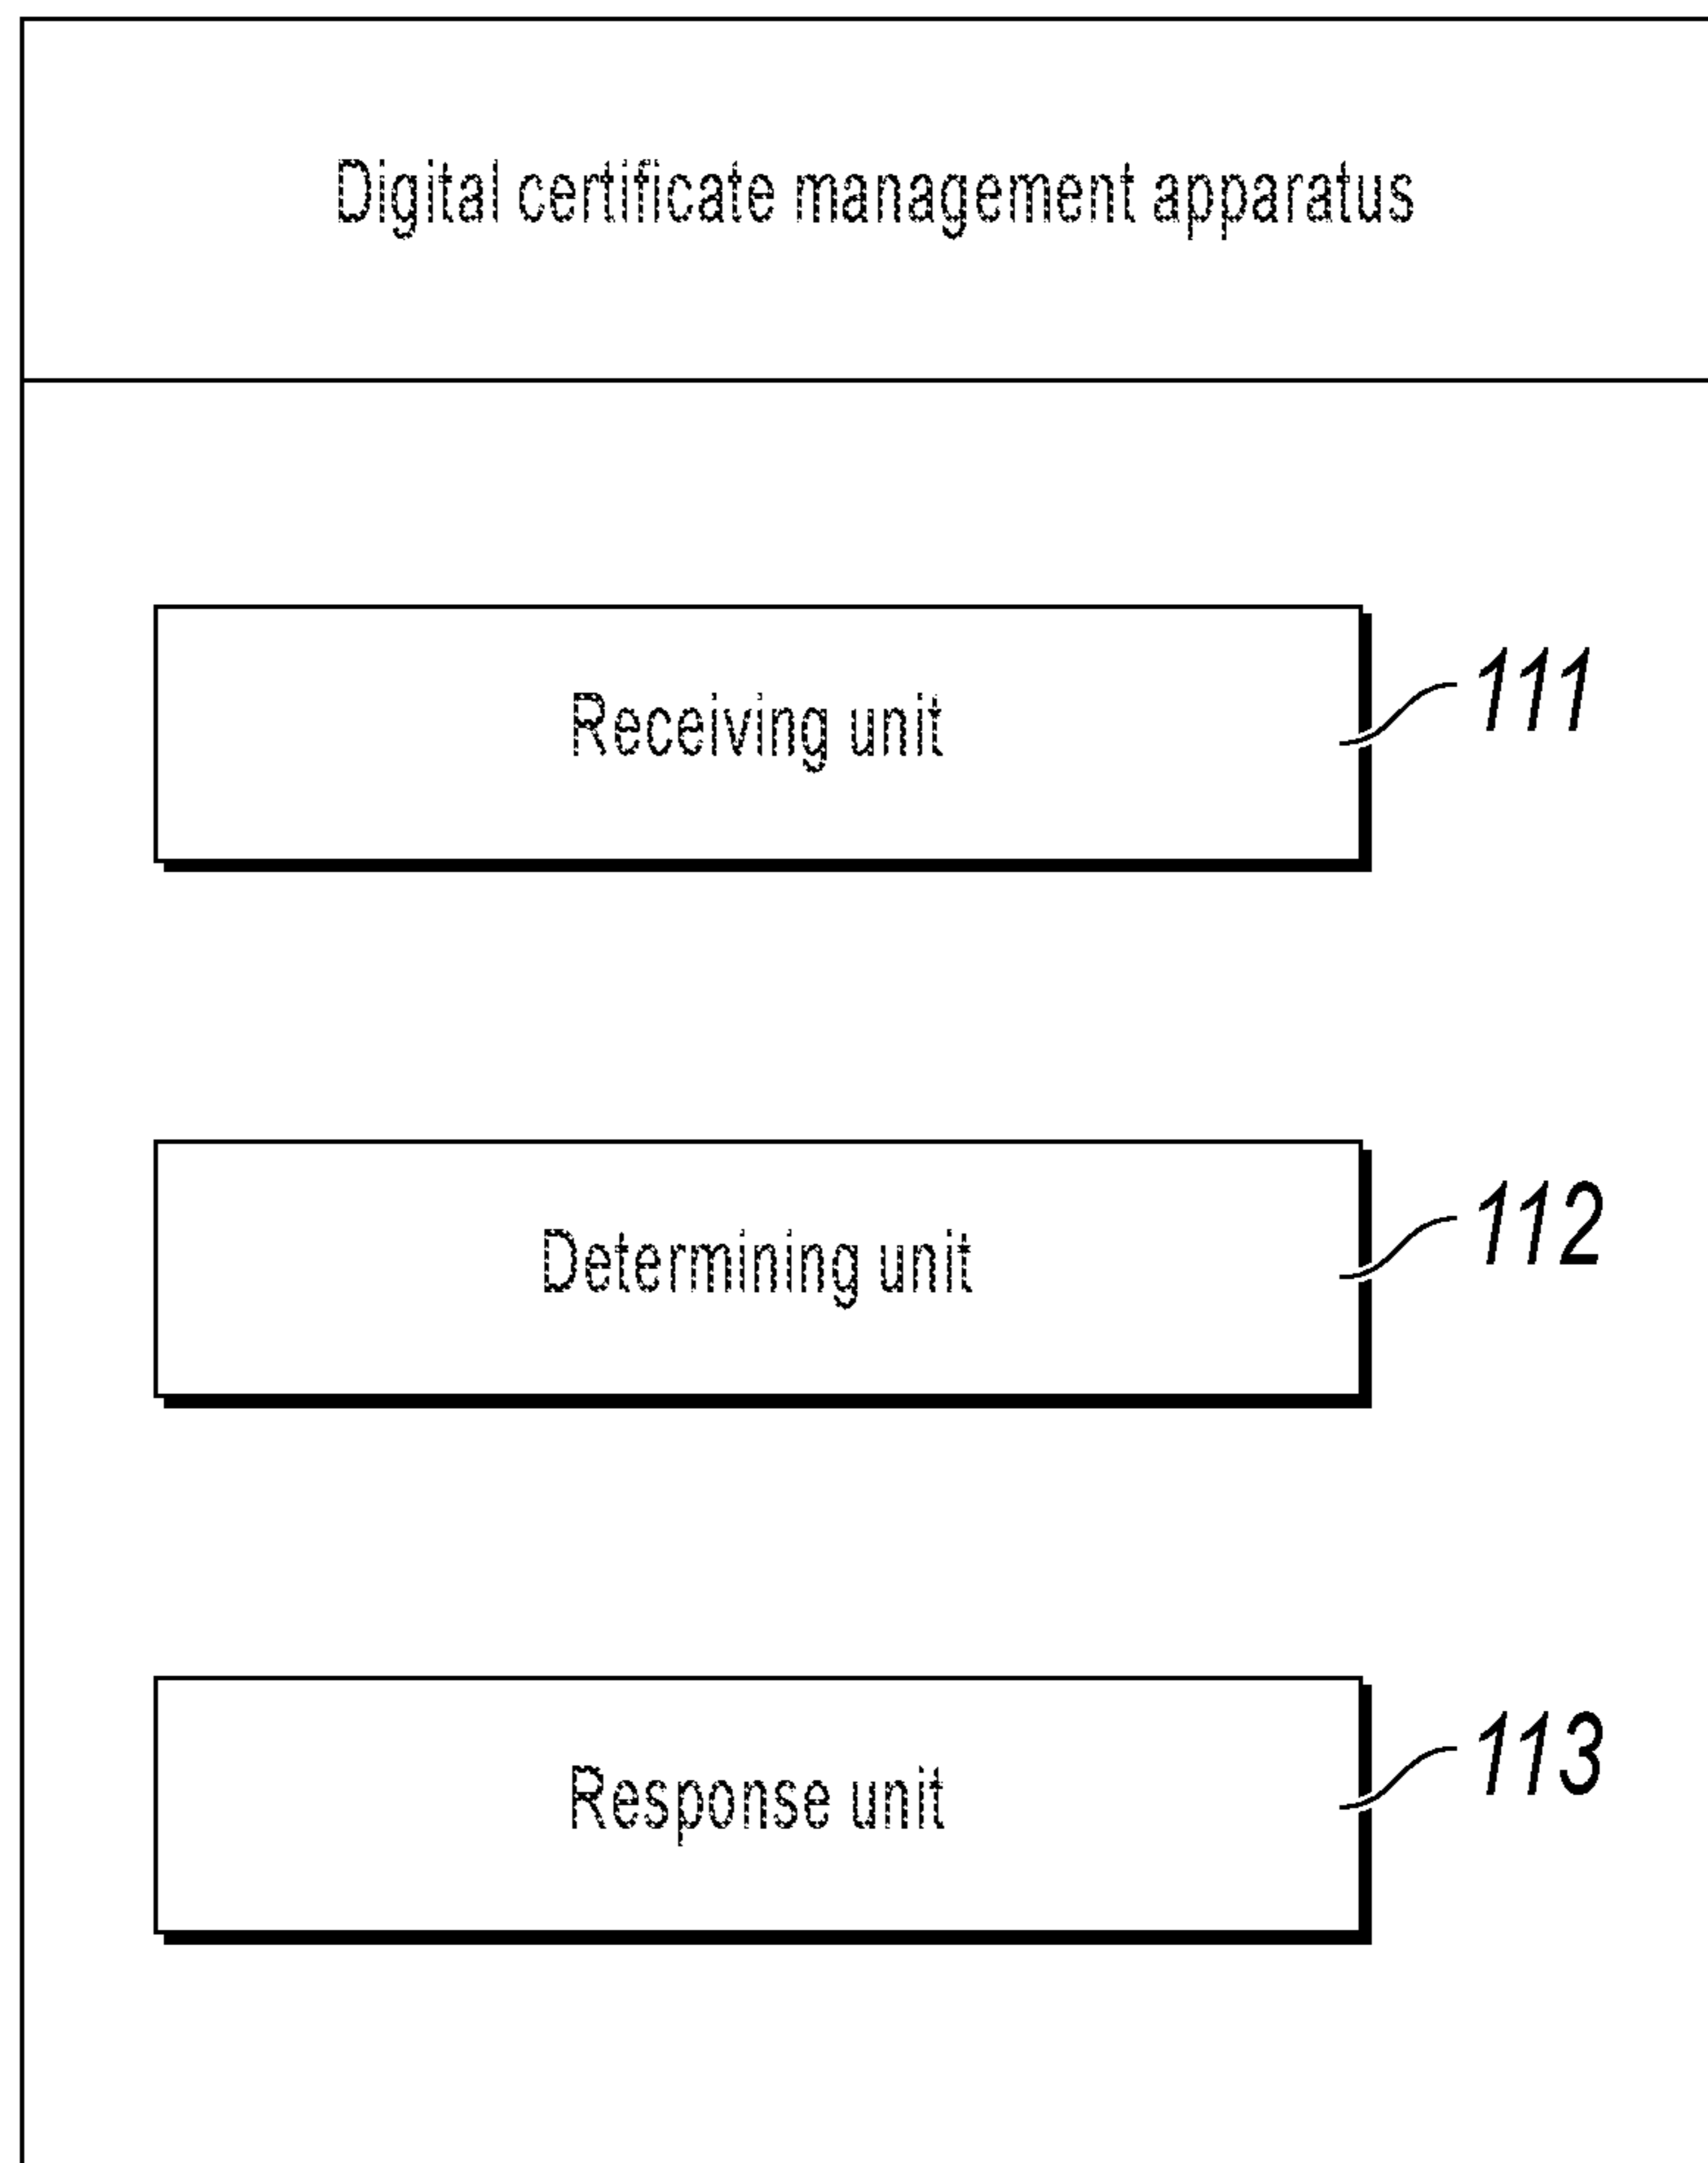 Digital certificate management apparatus
Receiving unit
111
Determining unit
112
Response unit
113